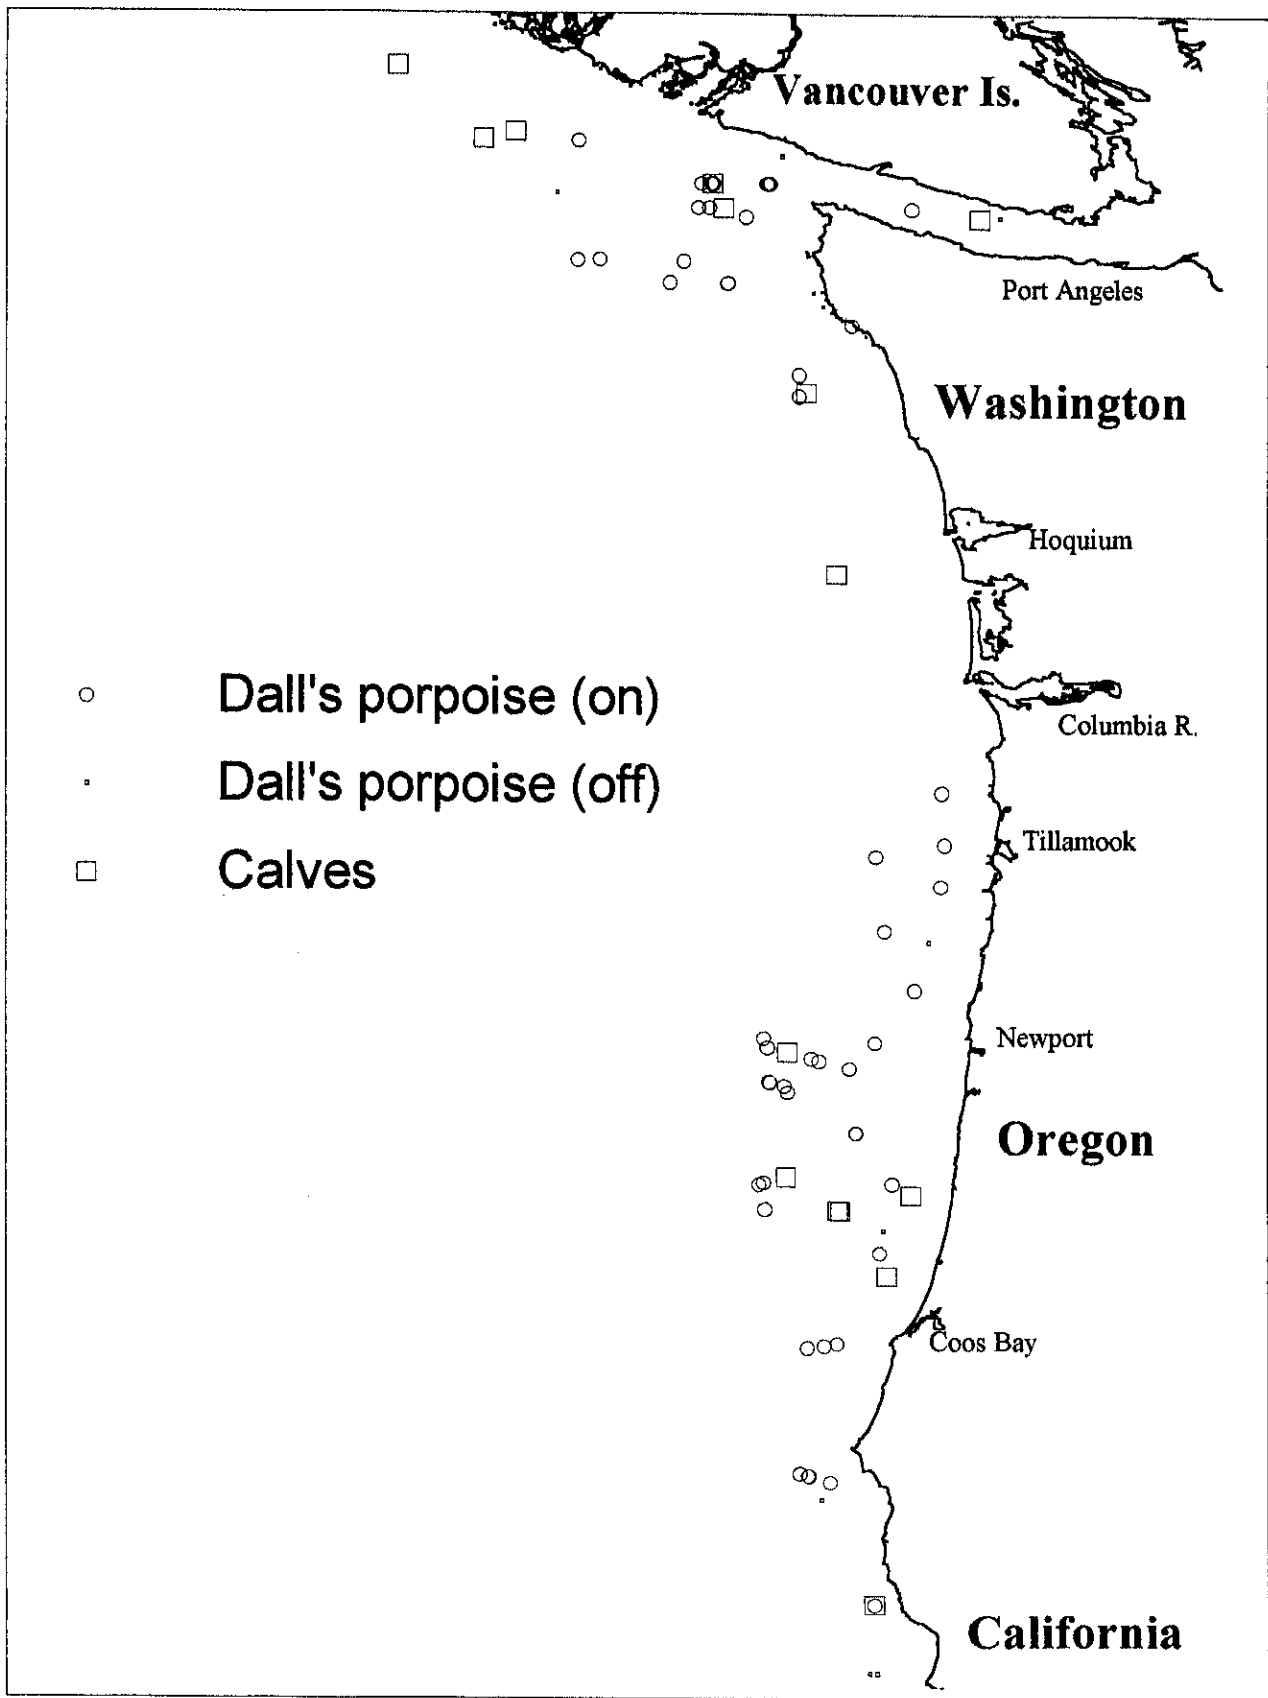 Vancouver Is.
Port Angeles
Washington
Hoquium
Dall's porpoise (on)
Columbia R.
Dall's porpoise (off)
Tillamook
Calves
Newport
Oregon
Coos Bay
California